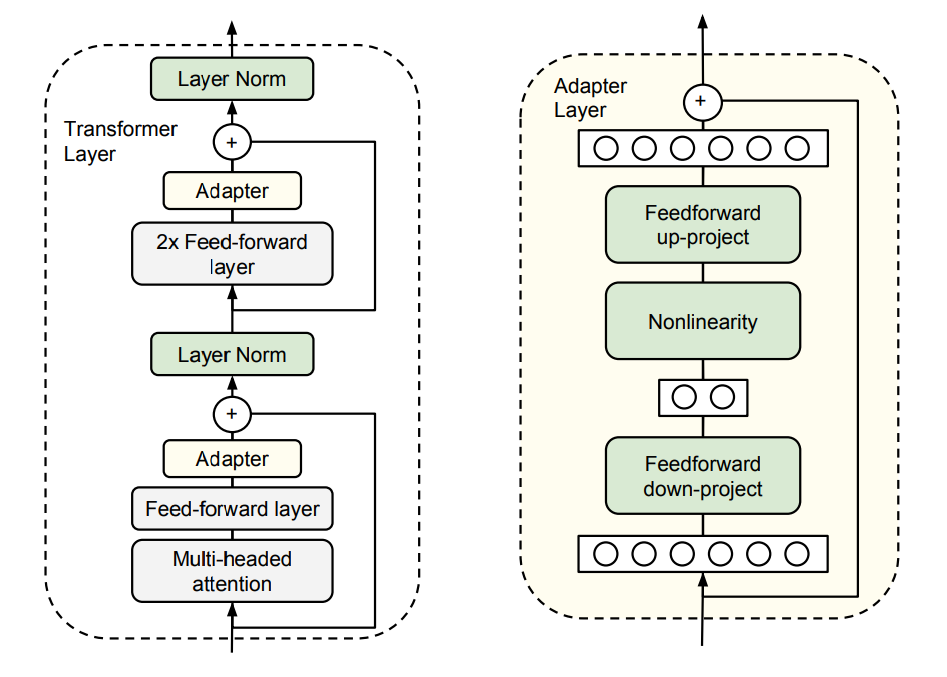 Transformer
Layer
Layer Norm
+
Adapter
2x Feed-forward
layer
Layer Norm
+
Adapter
Feed-forward layer
Multi-headed
attention
Adapter
Layer
+
Feedforward
up-project
Nonlinearity
Feedforward
down-project